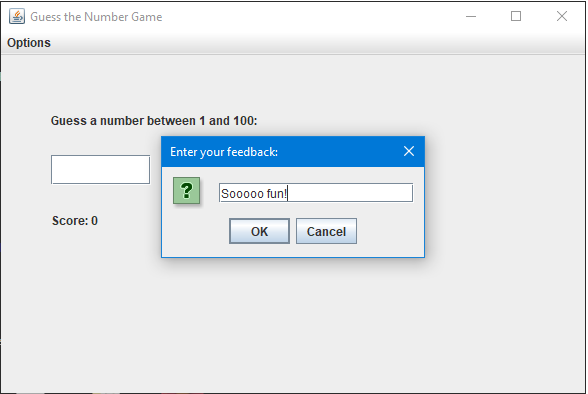 Guess the Number Game
Options
Guess a number between 1 and 100:
Enter your feedback:
?
Sooooo fun!
OK Cancel
Score: 0